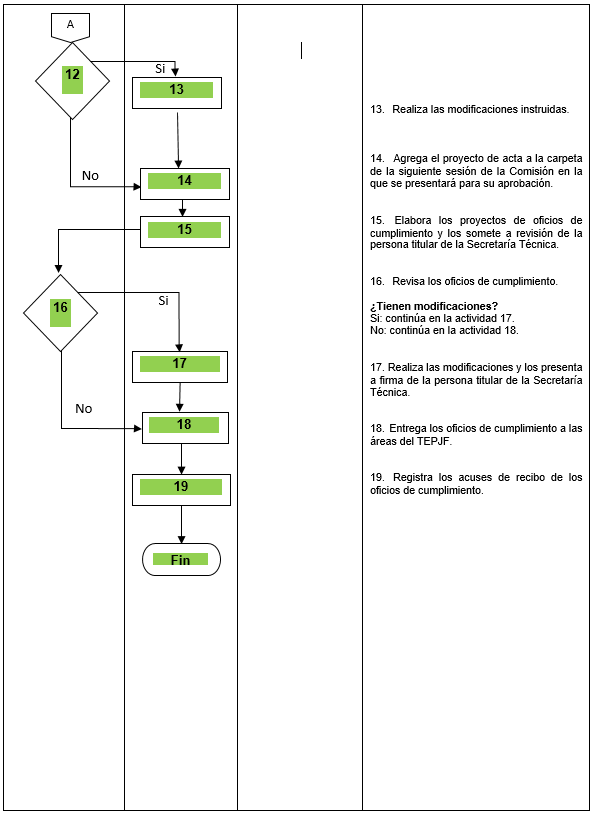 A
12
Si
13
No
14
15
16
Si
17
No
18
19
Fin
13. Realiza las modificaciones instruidas.
14. Agrega el proyecto de acta a la carpeta
de la siguiente sesión de la Comisión en la
que se presentará para su aprobación.
15. Elabora los proyectos de oficios de
cumplimiento y los somete a revisión de la
persona titular de la Secretaría Técnica.
16. Revisa los oficios de cumplimiento.
¿Tienen modificaciones?
Si: continúa en la actividad 17.
No: continúa en la actividad 18.
17. Realiza las modificaciones y los presenta
a firma de la persona titular de la Secretaría
Técnica.
18. Entrega los oficios de cumplimiento a las
áreas del TEPJF.
19. Registra los acuses de recibo de los
oficios de cumplimiento.